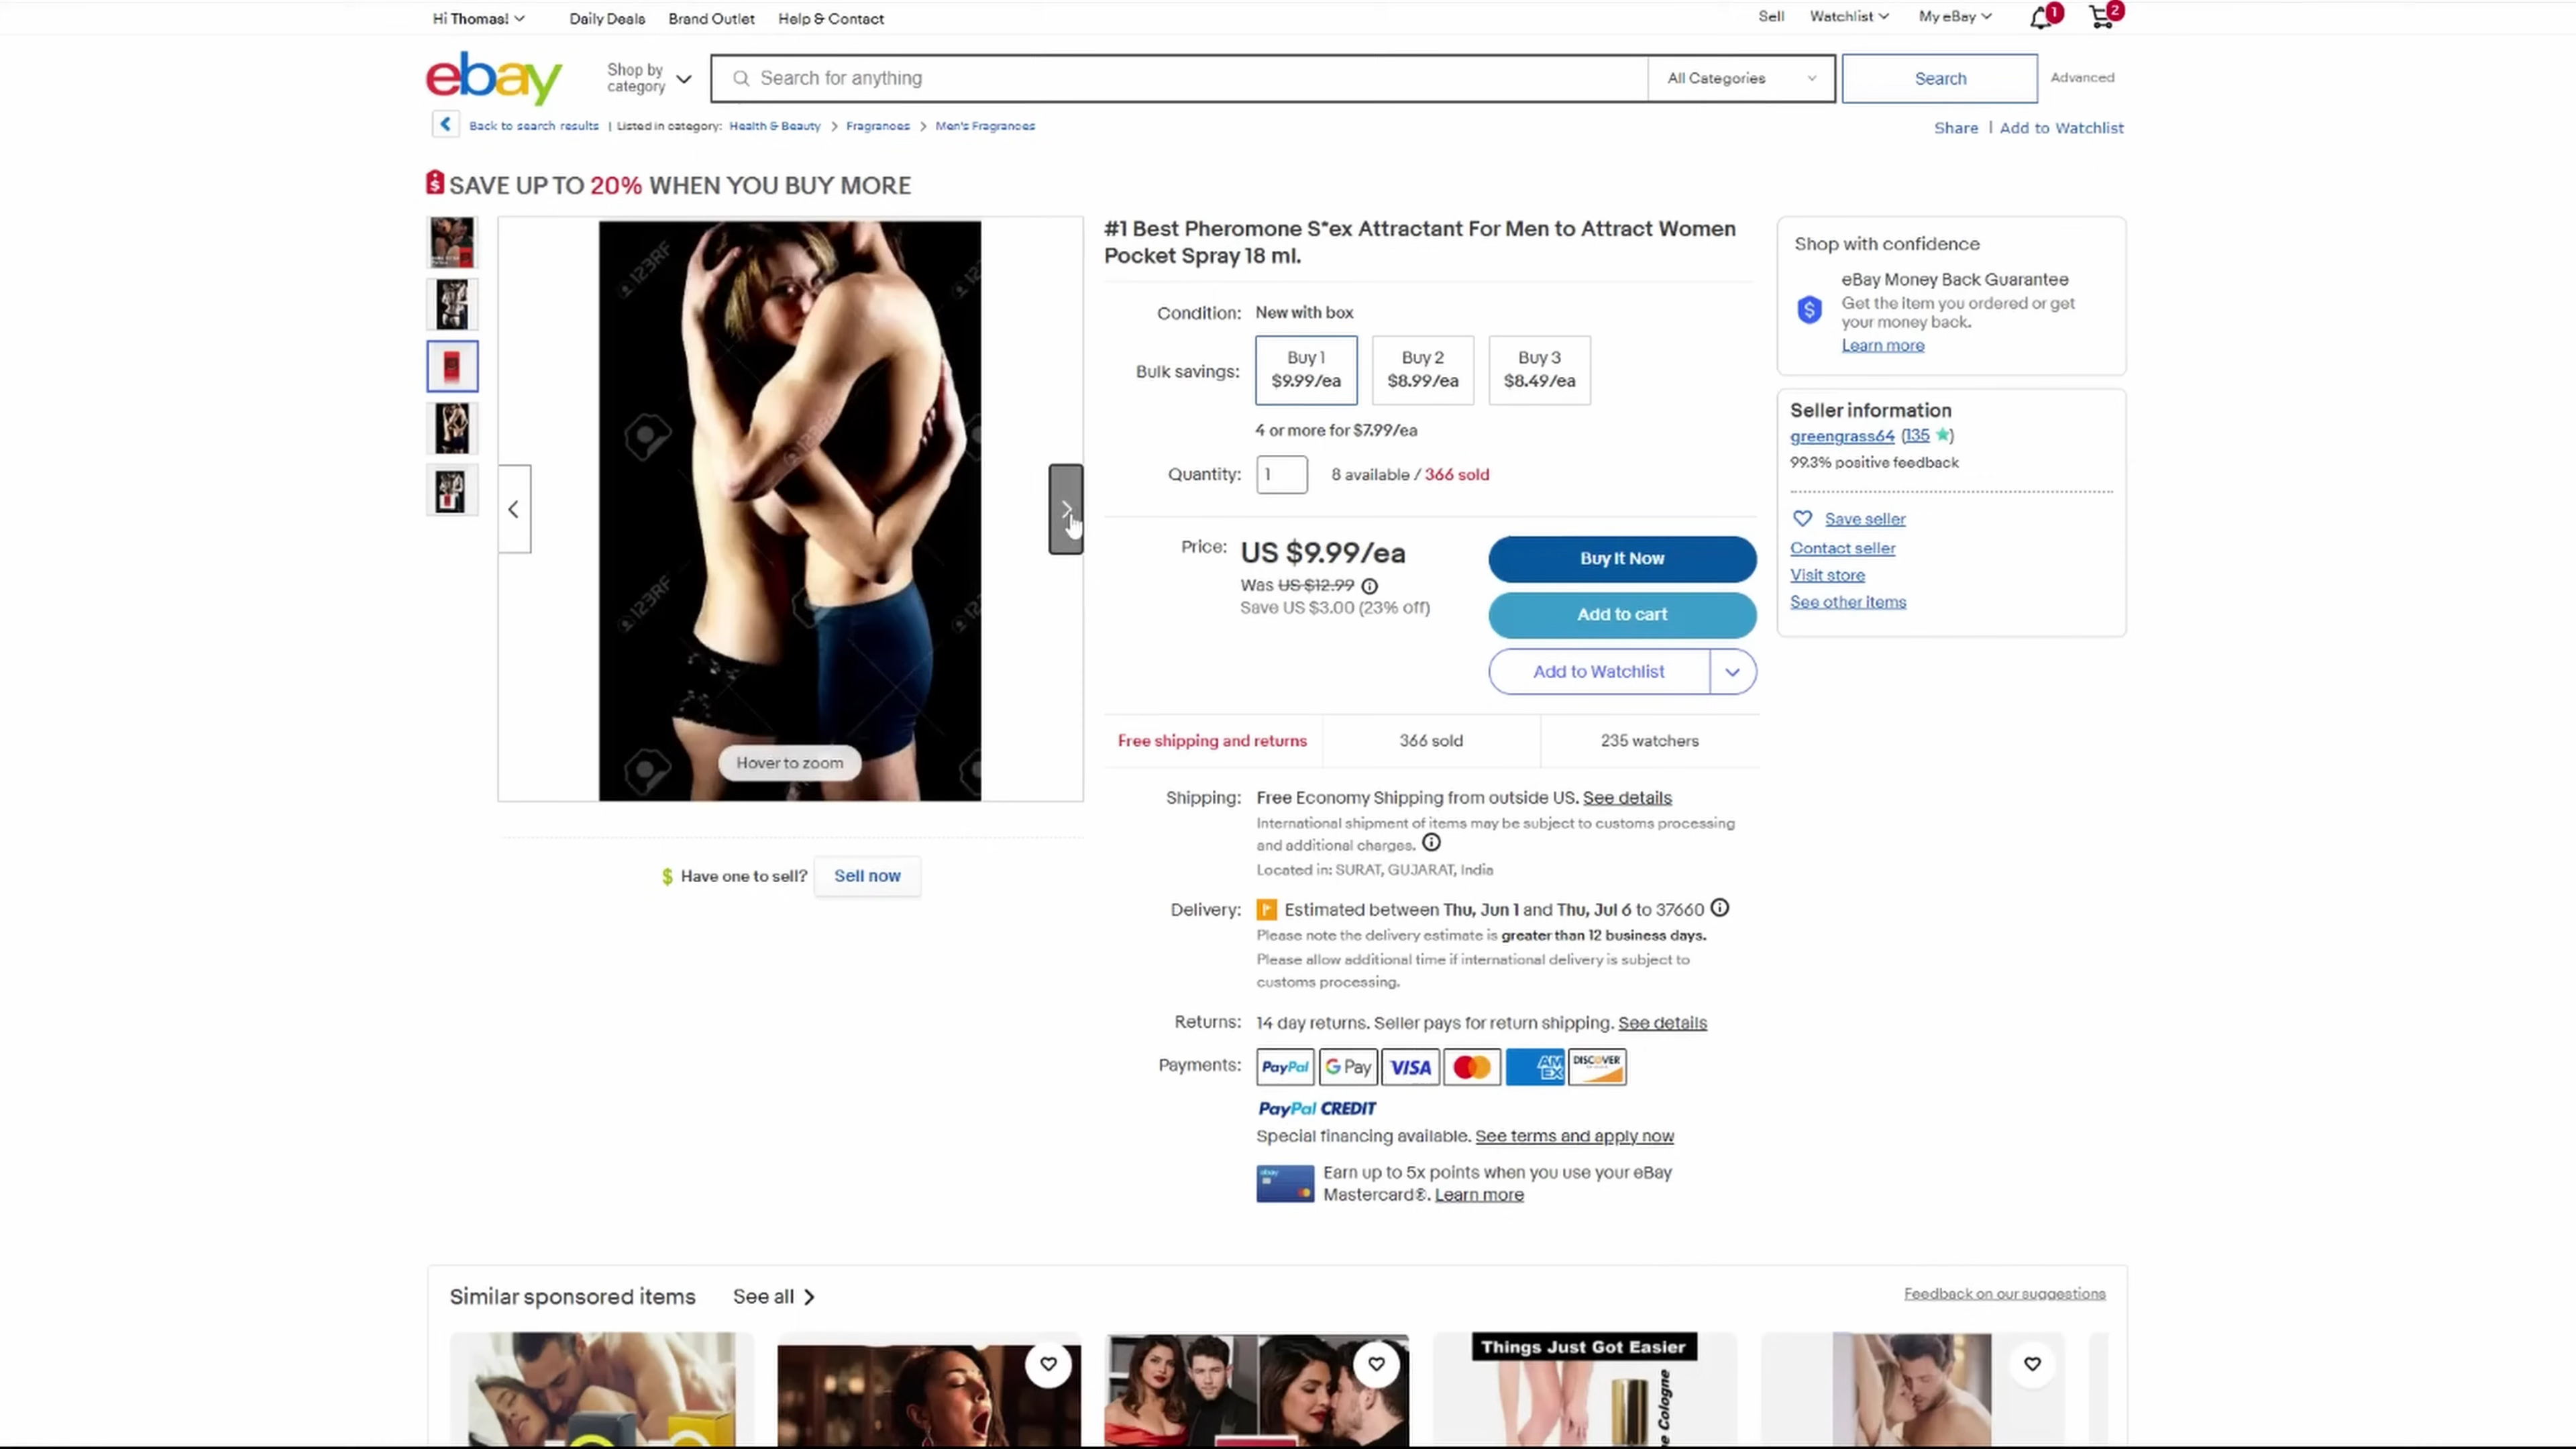 Hi Thomas!
Daily Deals
Brand Outlet
Help & Contact
Sell
Watchlist
My eBay
1
2
ebay
Shop by category
Search for anything
All Categories
Search
Advanced
Back to search results | Listed in category: Health & Beauty > Fragrances > Men's Fragrances
Share | Add to Watchlist
SAVE UP TO 20% WHEN YOU BUY MORE
123RF
Hover to zoom
$ Have one to sell? Sell now
#1 Best Pheromone S*ex Attractant For Men to Attract Women
Pocket Spray 18 ml.
Condition: New with box
Bulk savings:
Buy 1
$9.99/ea
Buy 2
$8.99/ea
Buy 3
$8.49/ea
4 or more for $7.99/ea
Quantity: 1 8 available / 366 sold
Price: US $9.99/ea
Was US $12.99
Save US $3.00 (23% off)
Buy It Now
Add to cart
Add to Watchlist
Free shipping and returns
366 sold
235 watchers
Shipping: Free Economy Shipping from outside US. See details
International shipment of items may be subject to customs processing
and additional charges.
Located in: SURAT, GUJARAT, India
Delivery: Estimated between Thu, Jun 1 and Thu, Jul 6 to 37660
Please note the delivery estimate is greater than 12 business days.
Please allow additional time if international delivery is subject to
customs processing.
Returns: 14 day returns. Seller pays for return shipping. See details
Payments: PayPal G Pay VISA AM EX DISCOVER
PayPal CREDIT
Special financing available. See terms and apply now
ebay
Earn up to 5x points when you use your eBay
Mastercard®. Learn more
Shop with confidence
eBay Money Back Guarantee
Get the item you ordered or get
your money back.
Learn more
Seller information
greengrass64 (135)
99.3% positive feedback
Save seller
Contact seller
Visit store
See other items
Similar sponsored items
See all
Feedback on our suggestions
Things Just Got Easier
Cologne